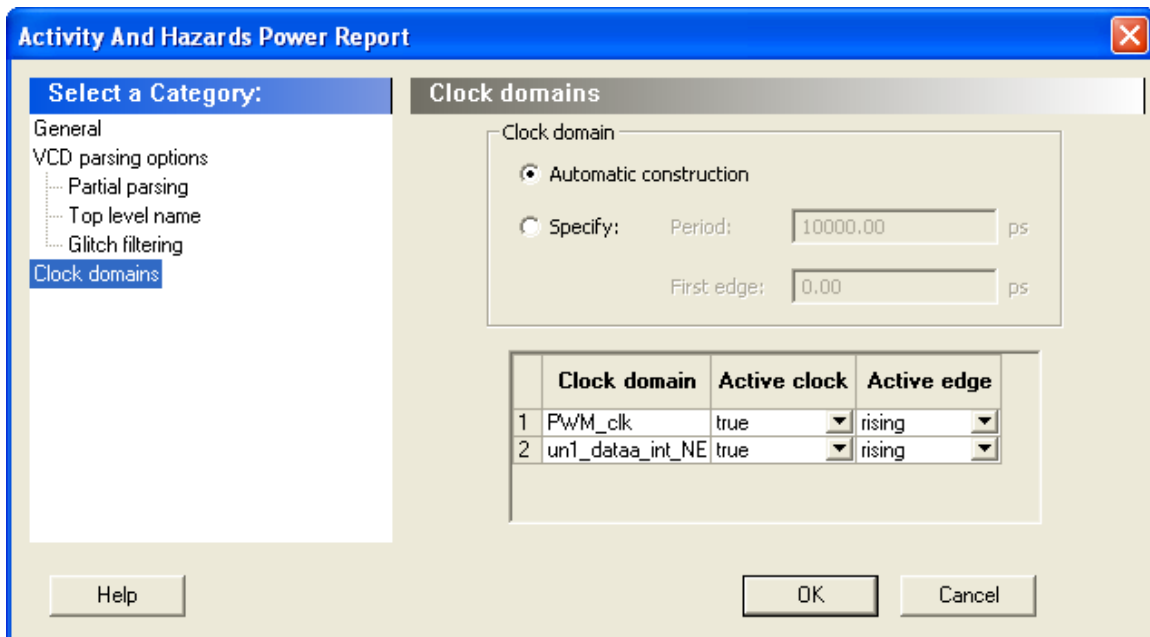 Activity And Hazards Power Report
Select a Category:
General
VCD parsing options
Partial parsing
Top level name
Glitch filtering
Clock domains
Clock domains
Clock domain
Automatic construction
Specify: Period: 10000.00 ps
First edge: 0.00 ps
Clock domain Active clock Active edge
1 PWM_clk true rising
2 un1_dataa_int_NE true rising
Help OK Cancel